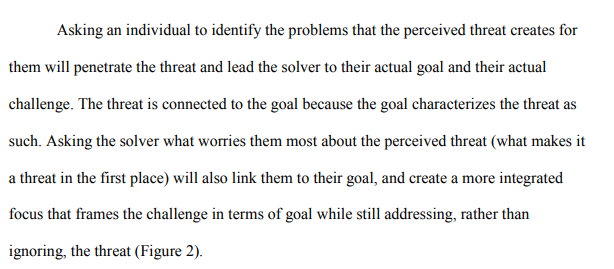 Asking an individual to identify the problems that the perceived threat creates for
them will penetrate the threat and lead the solver to their actual goal and their actual
challenge. The threat is connected to the goal because the goal characterizes the threat as
such. Asking the solver what worries them most about the perceived threat (what makes it
a threat in the first place) will also link them to their goal, and create a more integrated
focus that frames the challenge in terms of goal while still addressing, rather than
ignoring, the threat (Figure 2).